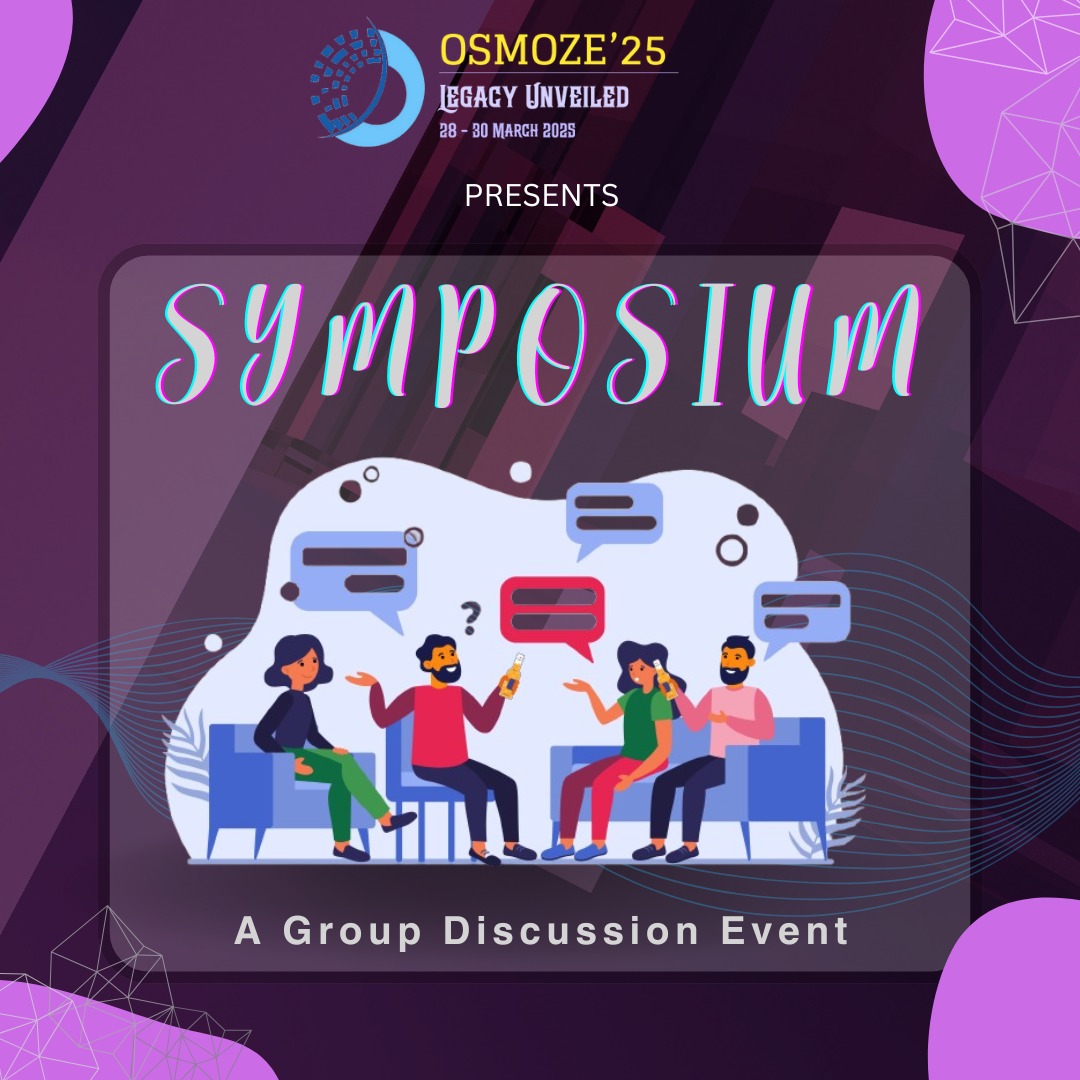 OSMOZE’25
LEGACY UNVEILED
28 - 30 MARCH 2025
PRESENTS
SYMPOSIUM
?
A Group Discussion Event